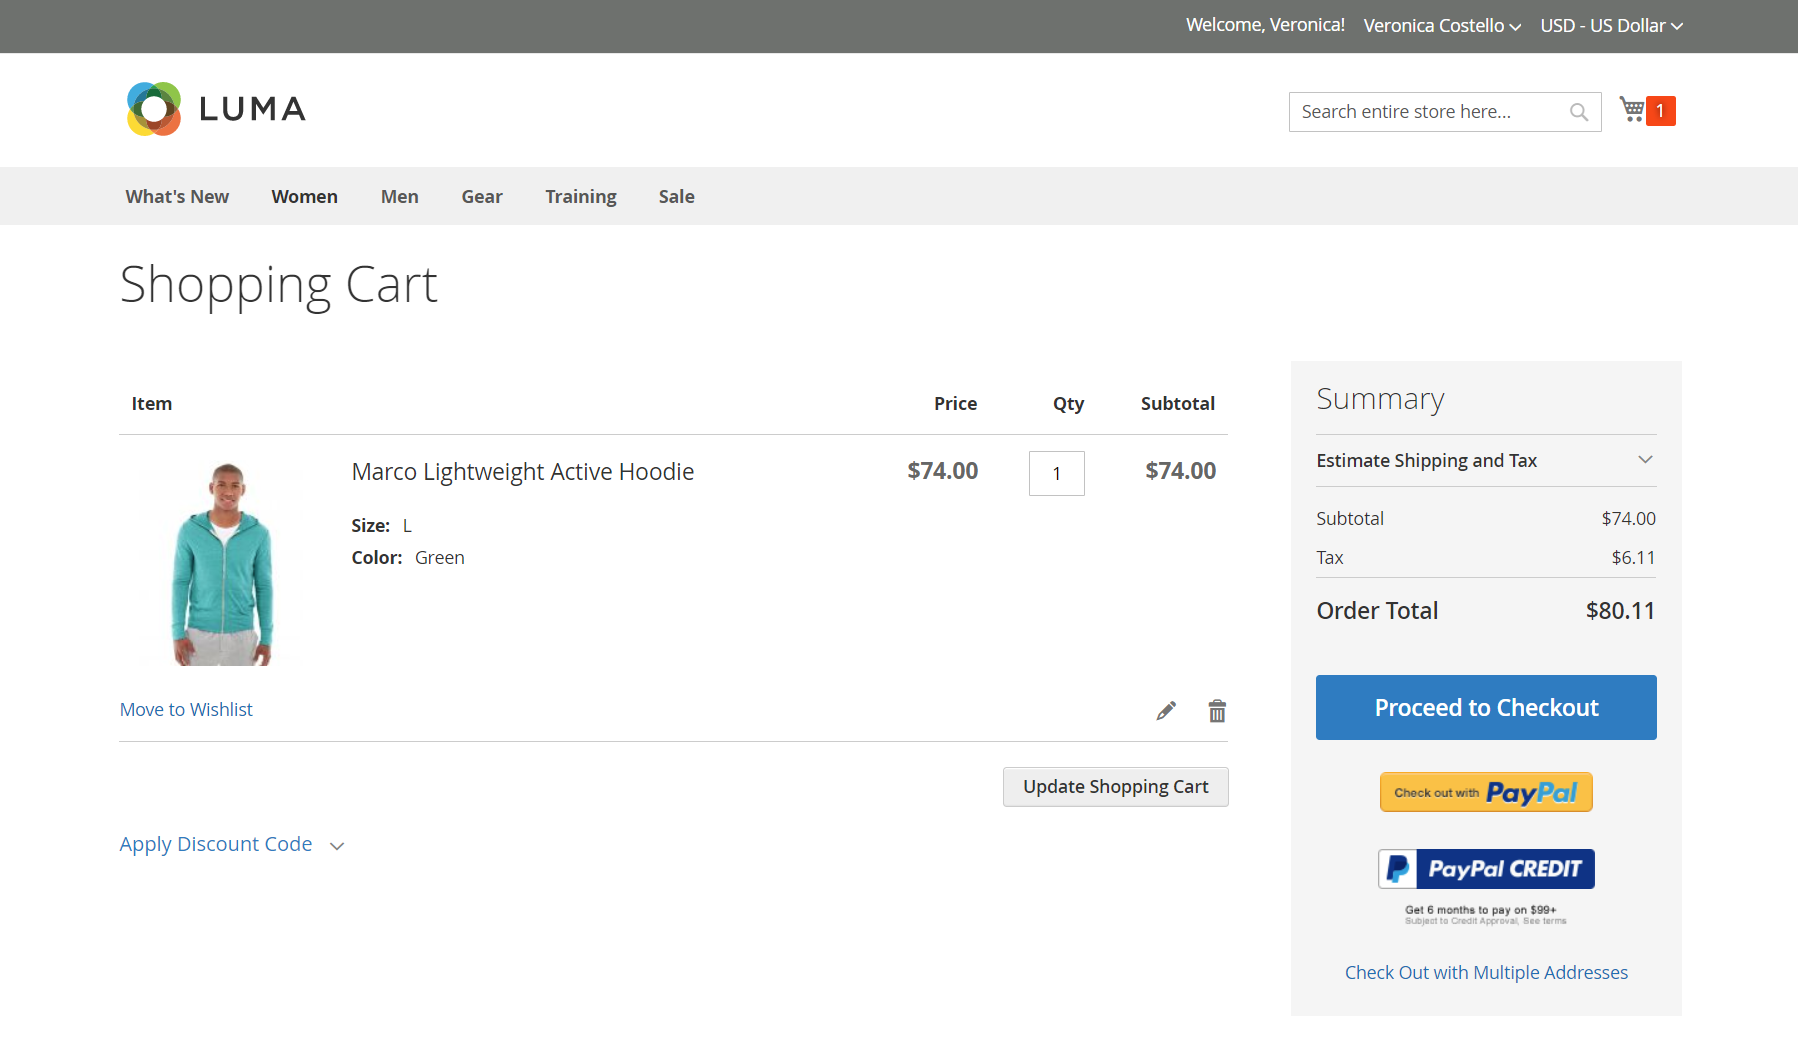 Welcome, Veronica! Veronica Costello USD - US Dollar
LUMA
Search entire store here... 1
What's New Women Men Gear Training Sale
Shopping Cart
Item Price Qty Subtotal
Marco Lightweight Active Hoodie $74.00 1 $74.00
Size: L
Color: Green
Move to Wishlist
Update Shopping Cart
Apply Discount Code
Summary
Estimate Shipping and Tax
Subtotal $74.00
Tax $6.11
Order Total $80.11
Proceed to Checkout
Check out with PayPal
PayPal CREDIT
Get 6 months to pay on $99+
Subject to Credit Approval, See terms
Check Out with Multiple Addresses